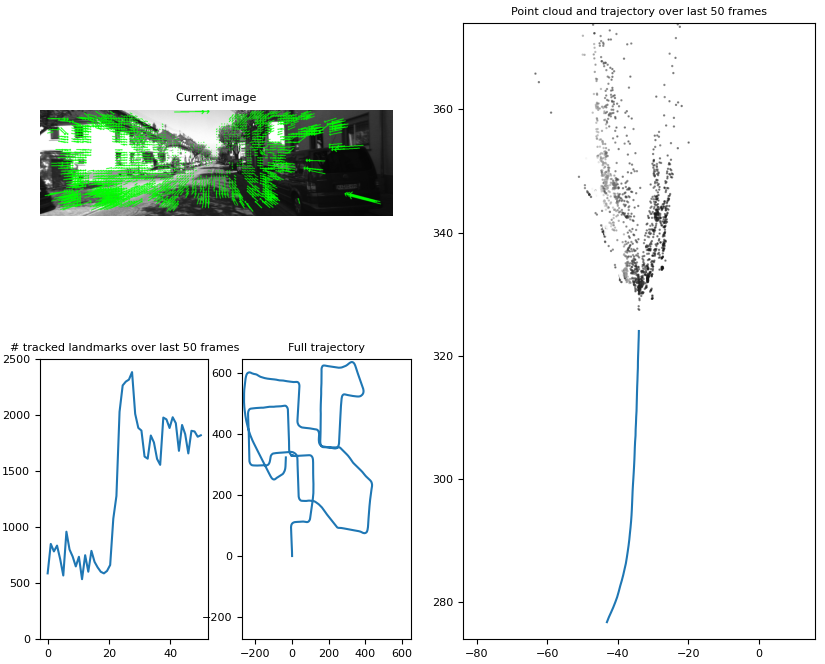 Current image
# tracked landmarks over last 50 frames
2500
2000
1500
1000
500
0
0 20 40
Full trajectory
600
400
200
0
−200
−200 0 200 400 600
Point cloud and trajectory over last 50 frames
360
340
320
300
280
−80 −60 −40 −20 0